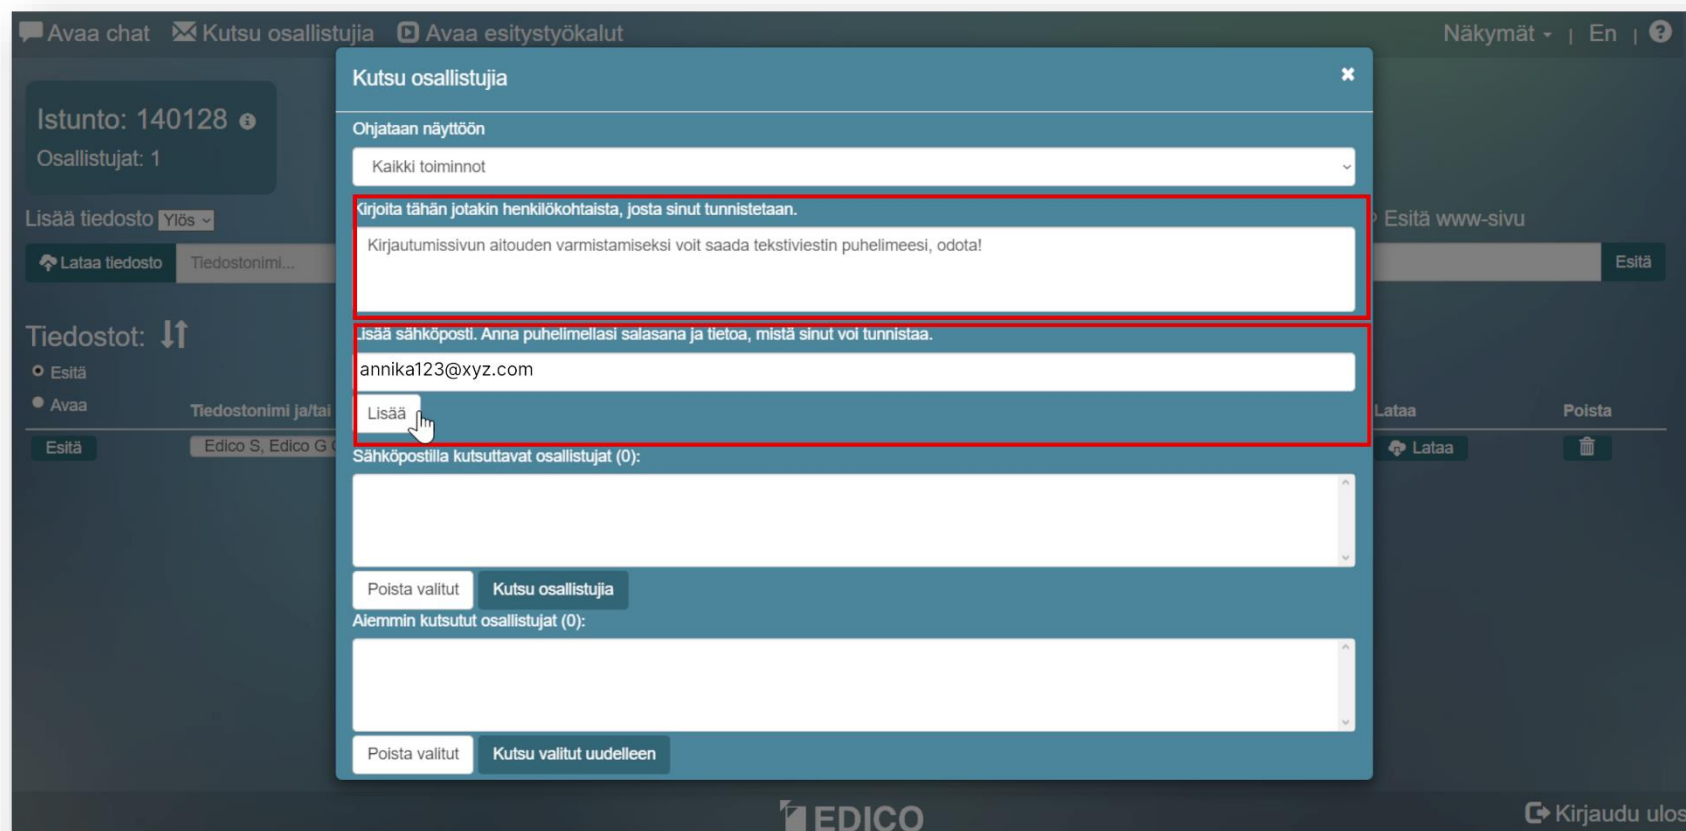 Avaa chat Kutsu osallistujia Avaa esitystyökalut Näkymät | En |
Kutsu osallistujia
Istunto: 140128
Osallistujat: 1
Ohjataan näyttöön
Kaikki toiminnot
Lisää tiedosto Ylös
Kirjoita tähän jotakin henkilökohtaista, josta sinut tunnistetaan.
Esitä www-sivu
Kirjautumissivun aitouden varmistamiseksi voit saada tekstiviestin puhelimeesi, odota!
Lataa tiedosto Tiedostonimi... Esitä
Tiedostot:
Lisää sähköposti. Anna puhelimellasi salasana ja tietoa, mistä sinut voi tunnistaa.
Esitä
annika123@xyz.com
Avaa
Lisää
Tiedostonimi ja/tai Lataa Poista
Esitä Edico S, Edico G Lataa
Sähköpostilla kutsuttavat osallistujat (0):
Poista valitut Kutsu osallistujia
Aiemmin kutsutut osallistujat (0):
Poista valitut Kutsu valitut uudelleen
EDICO Kirjaudu ulos